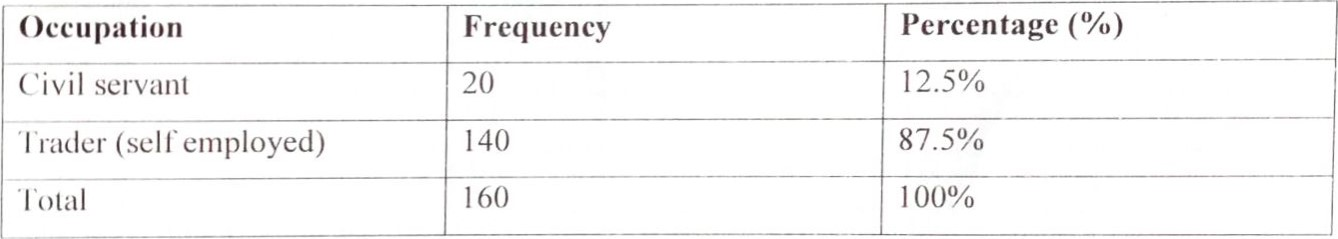 Occupation Frequency Percentage (%)
Civil servant 20 12.5%
Trader (self employed) 140 87.5%
Total 160 100%